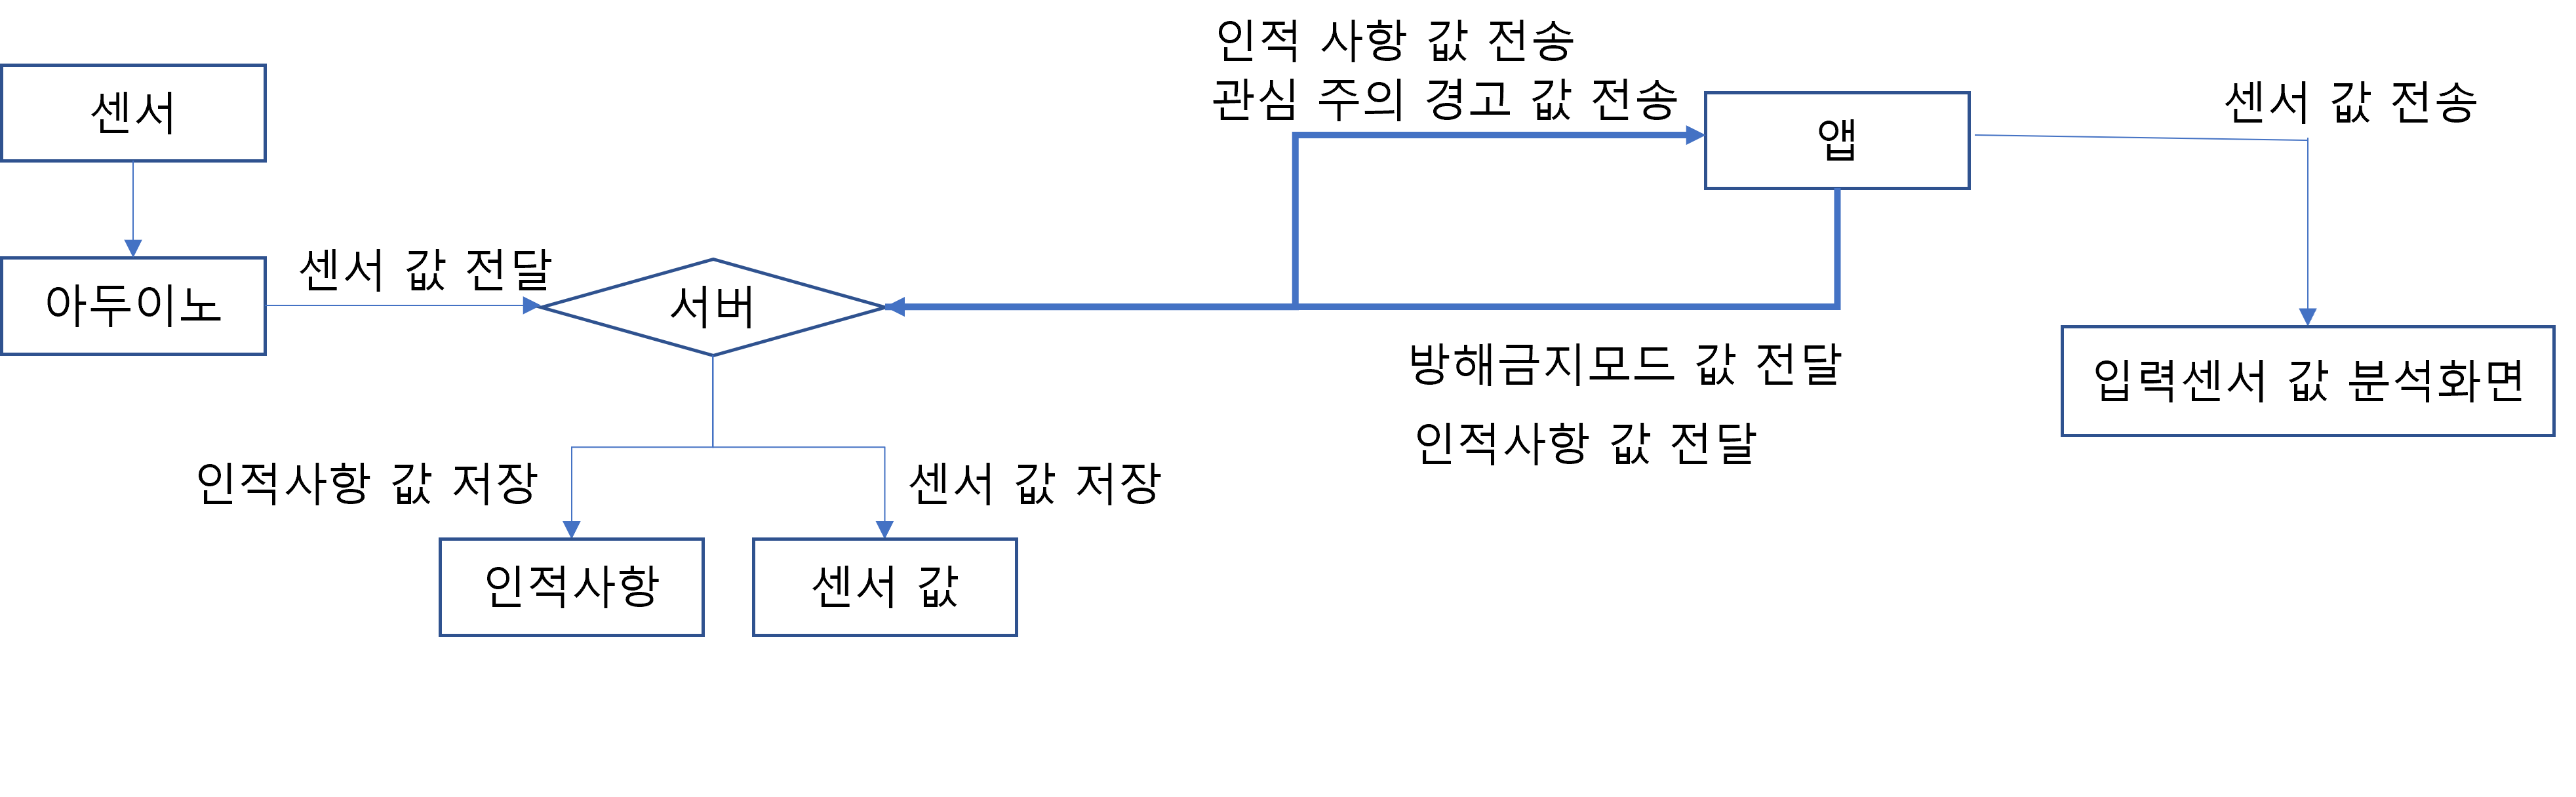 인적 사항 값 전송
관심 주의 경고 값 전송
센서
앱
센서 값 전송
아두이노
센서 값 전달
서버
방해금지모드 값 전달
입력센서 값 분석화면
인적사항 값 전달
인적사항 값 저장
센서 값 저장
인적사항
센서 값